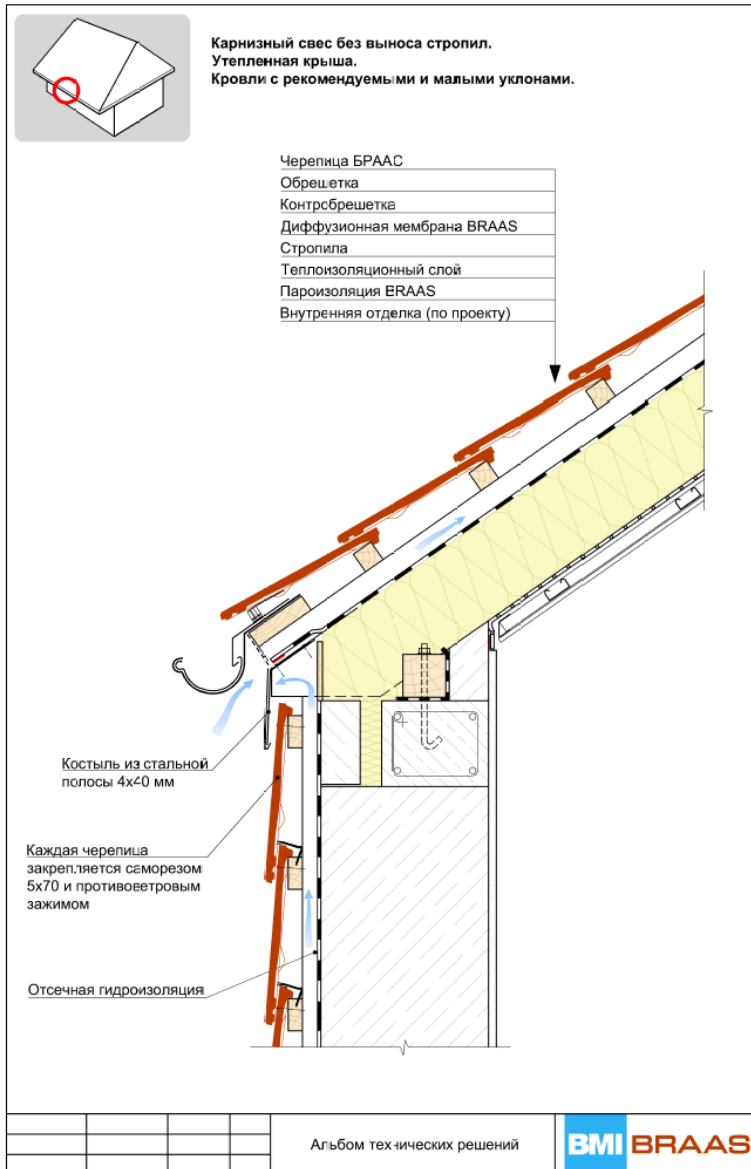 Карнизный свес без выноса стропил.
Утепленная крыша.
Кровли с рекомендуемыми и малыми уклонами.
Черепица БРААС
Обрешетка
Контробрешетка
Диффузионная мембрана BRAAS
Стропила
Теплоизоляционный слой
Пароизоляция BRAAS
Внутренняя отделка (по проекту)
Костыль из стальной
полосы 4х40 мм
Каждая черепица
закрепляется саморезом
5х70 и противоветровым
зажимом
Отсечная гидроизоляция
Альбом технических решений
BMI BRAAS